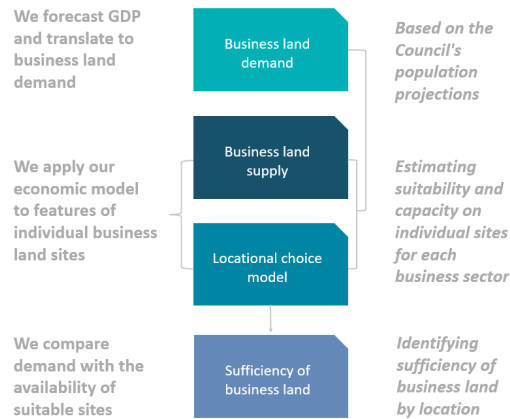 We forecast GDP
and translate to
business land
demand
Business land
demand
Based on the
Council's
population
projections
We apply our
economic model
to features of
individual business
land sites
Business land
supply
Locational choice
model
Estimating
suitability and
capacity on
individual sites
for each
business sector
We compare
demand with the
availability of
suitable sites
Sufficiency of
business land
Identifying
sufficiency of
business land
by location